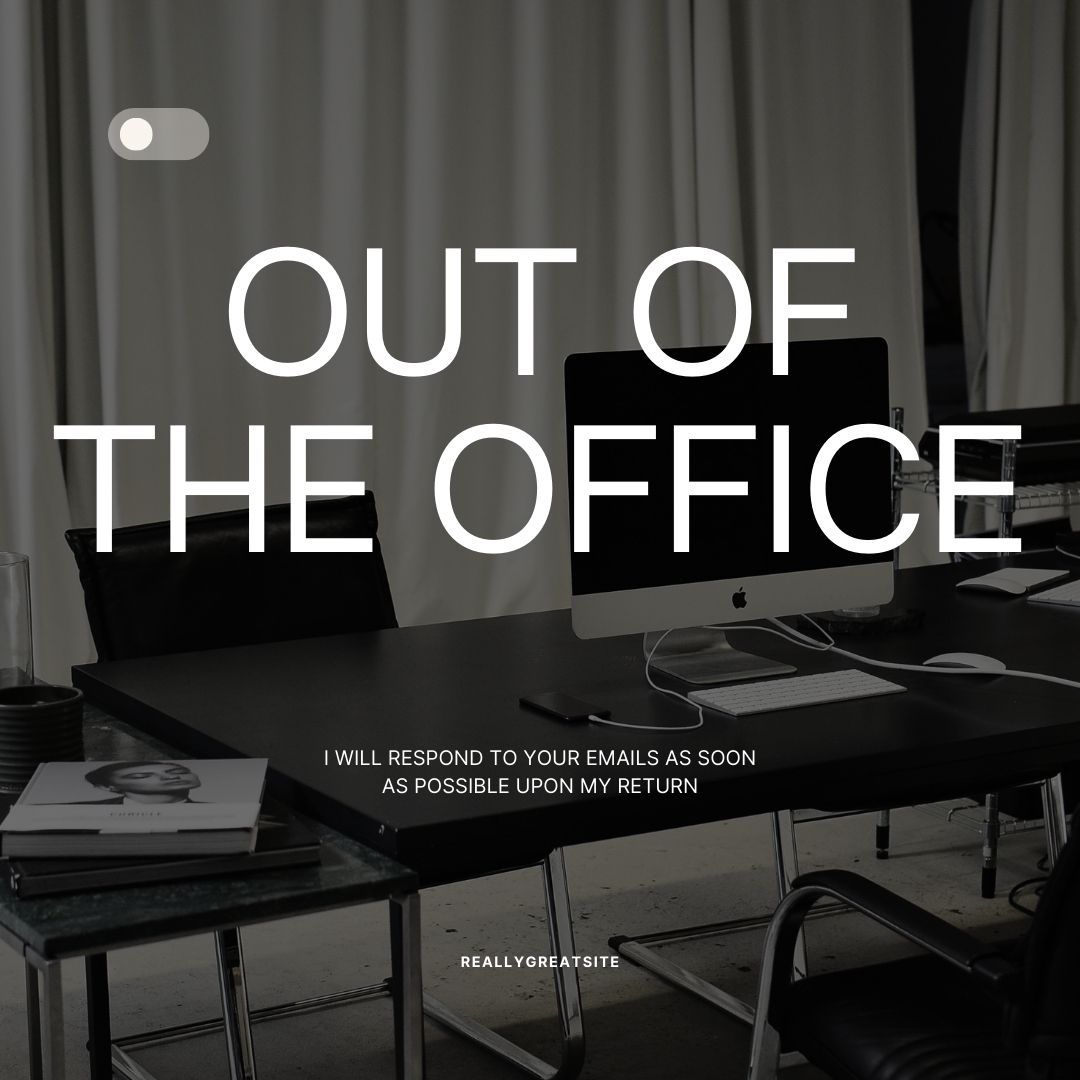 OUT OF
THE OFFICE
I WILL RESPOND TO YOUR EMAILS AS SOON
AS POSSIBLE UPON MY RETURN
REALLYGREATSITE